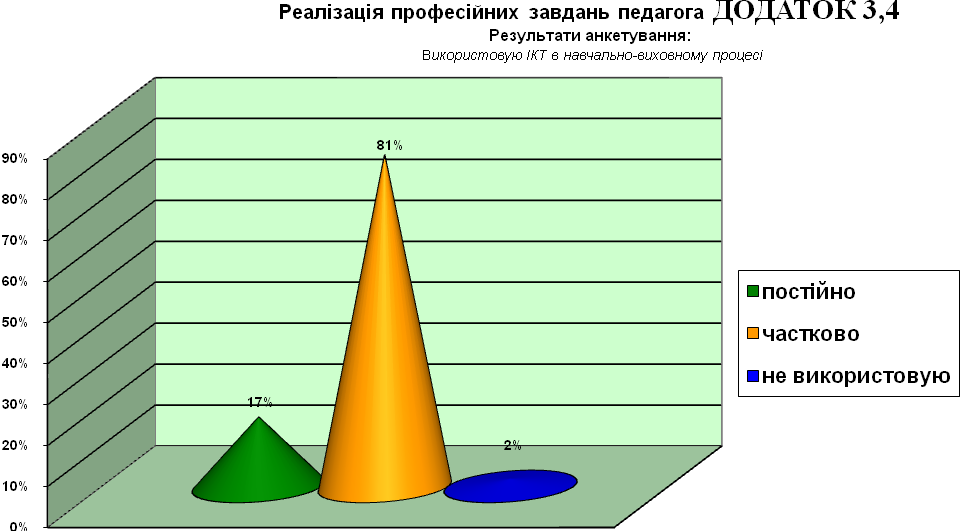 Реалізація професійних завдань педагога ДОДАТОК 3,4
Результати анкетування:
Використовую ІКТ в навчально-виховному процесі
90%
80%
70%
60%
50%
40%
30%
20%
10%
0%
81%
17%
2%
постійно
частково
не використовую